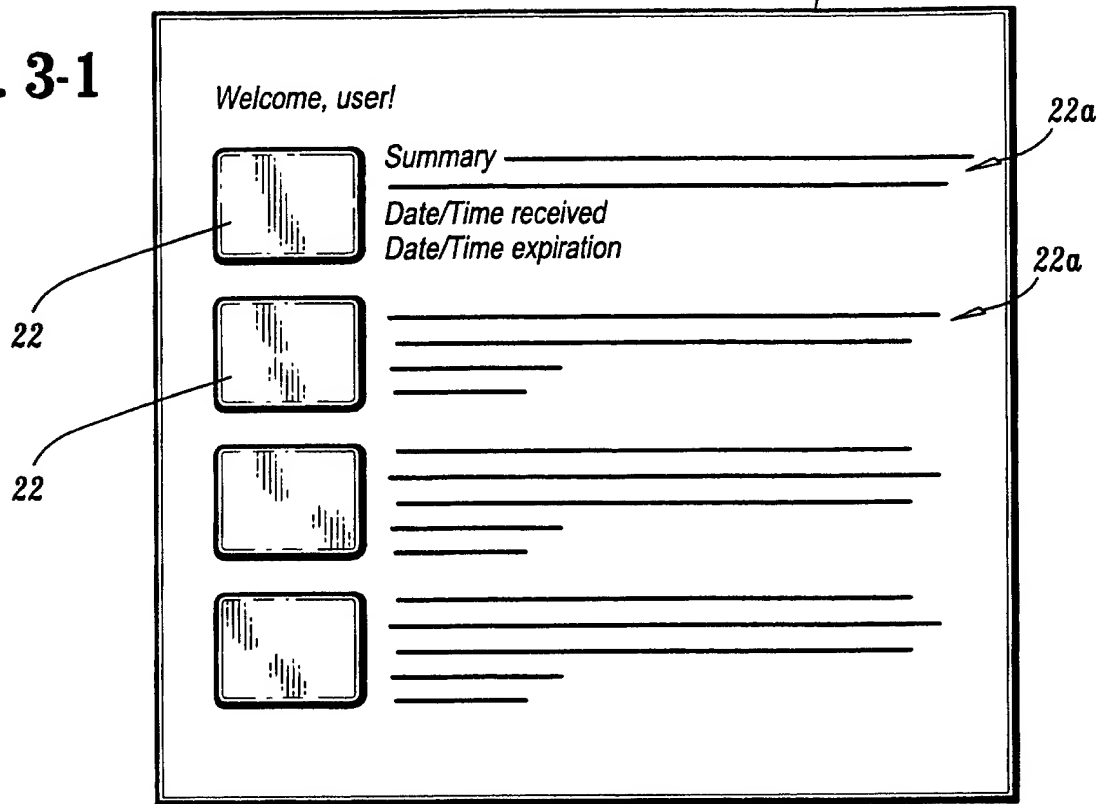 . 3-1
Welcome, user!
22a
Summary
Date/Time received
Date/Time expiration
22a
22
22